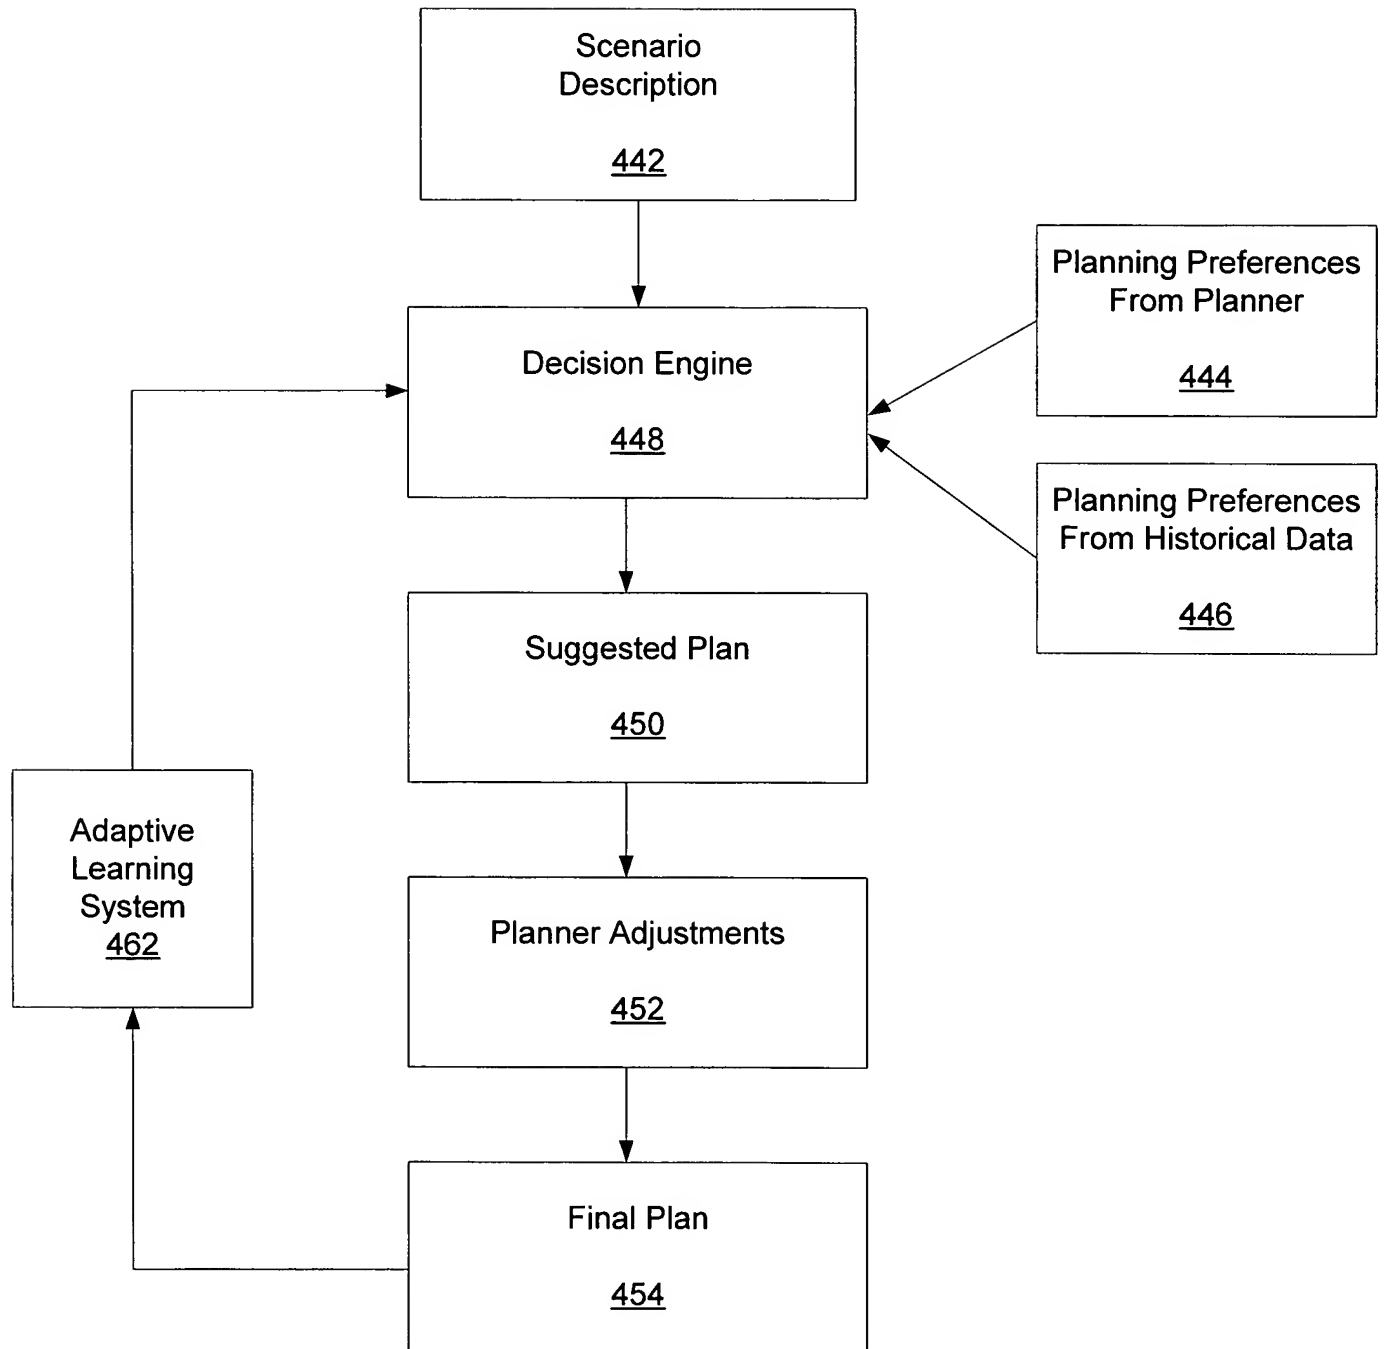 Scenario
Description
442
Planning Preferences
From Planner
444
Decision Engine
448
Planning Preferences
From Historical Data
446
Suggested Plan
450
Adaptive
Learning
System
462
Planner Adjustments
452
Final Plan
454